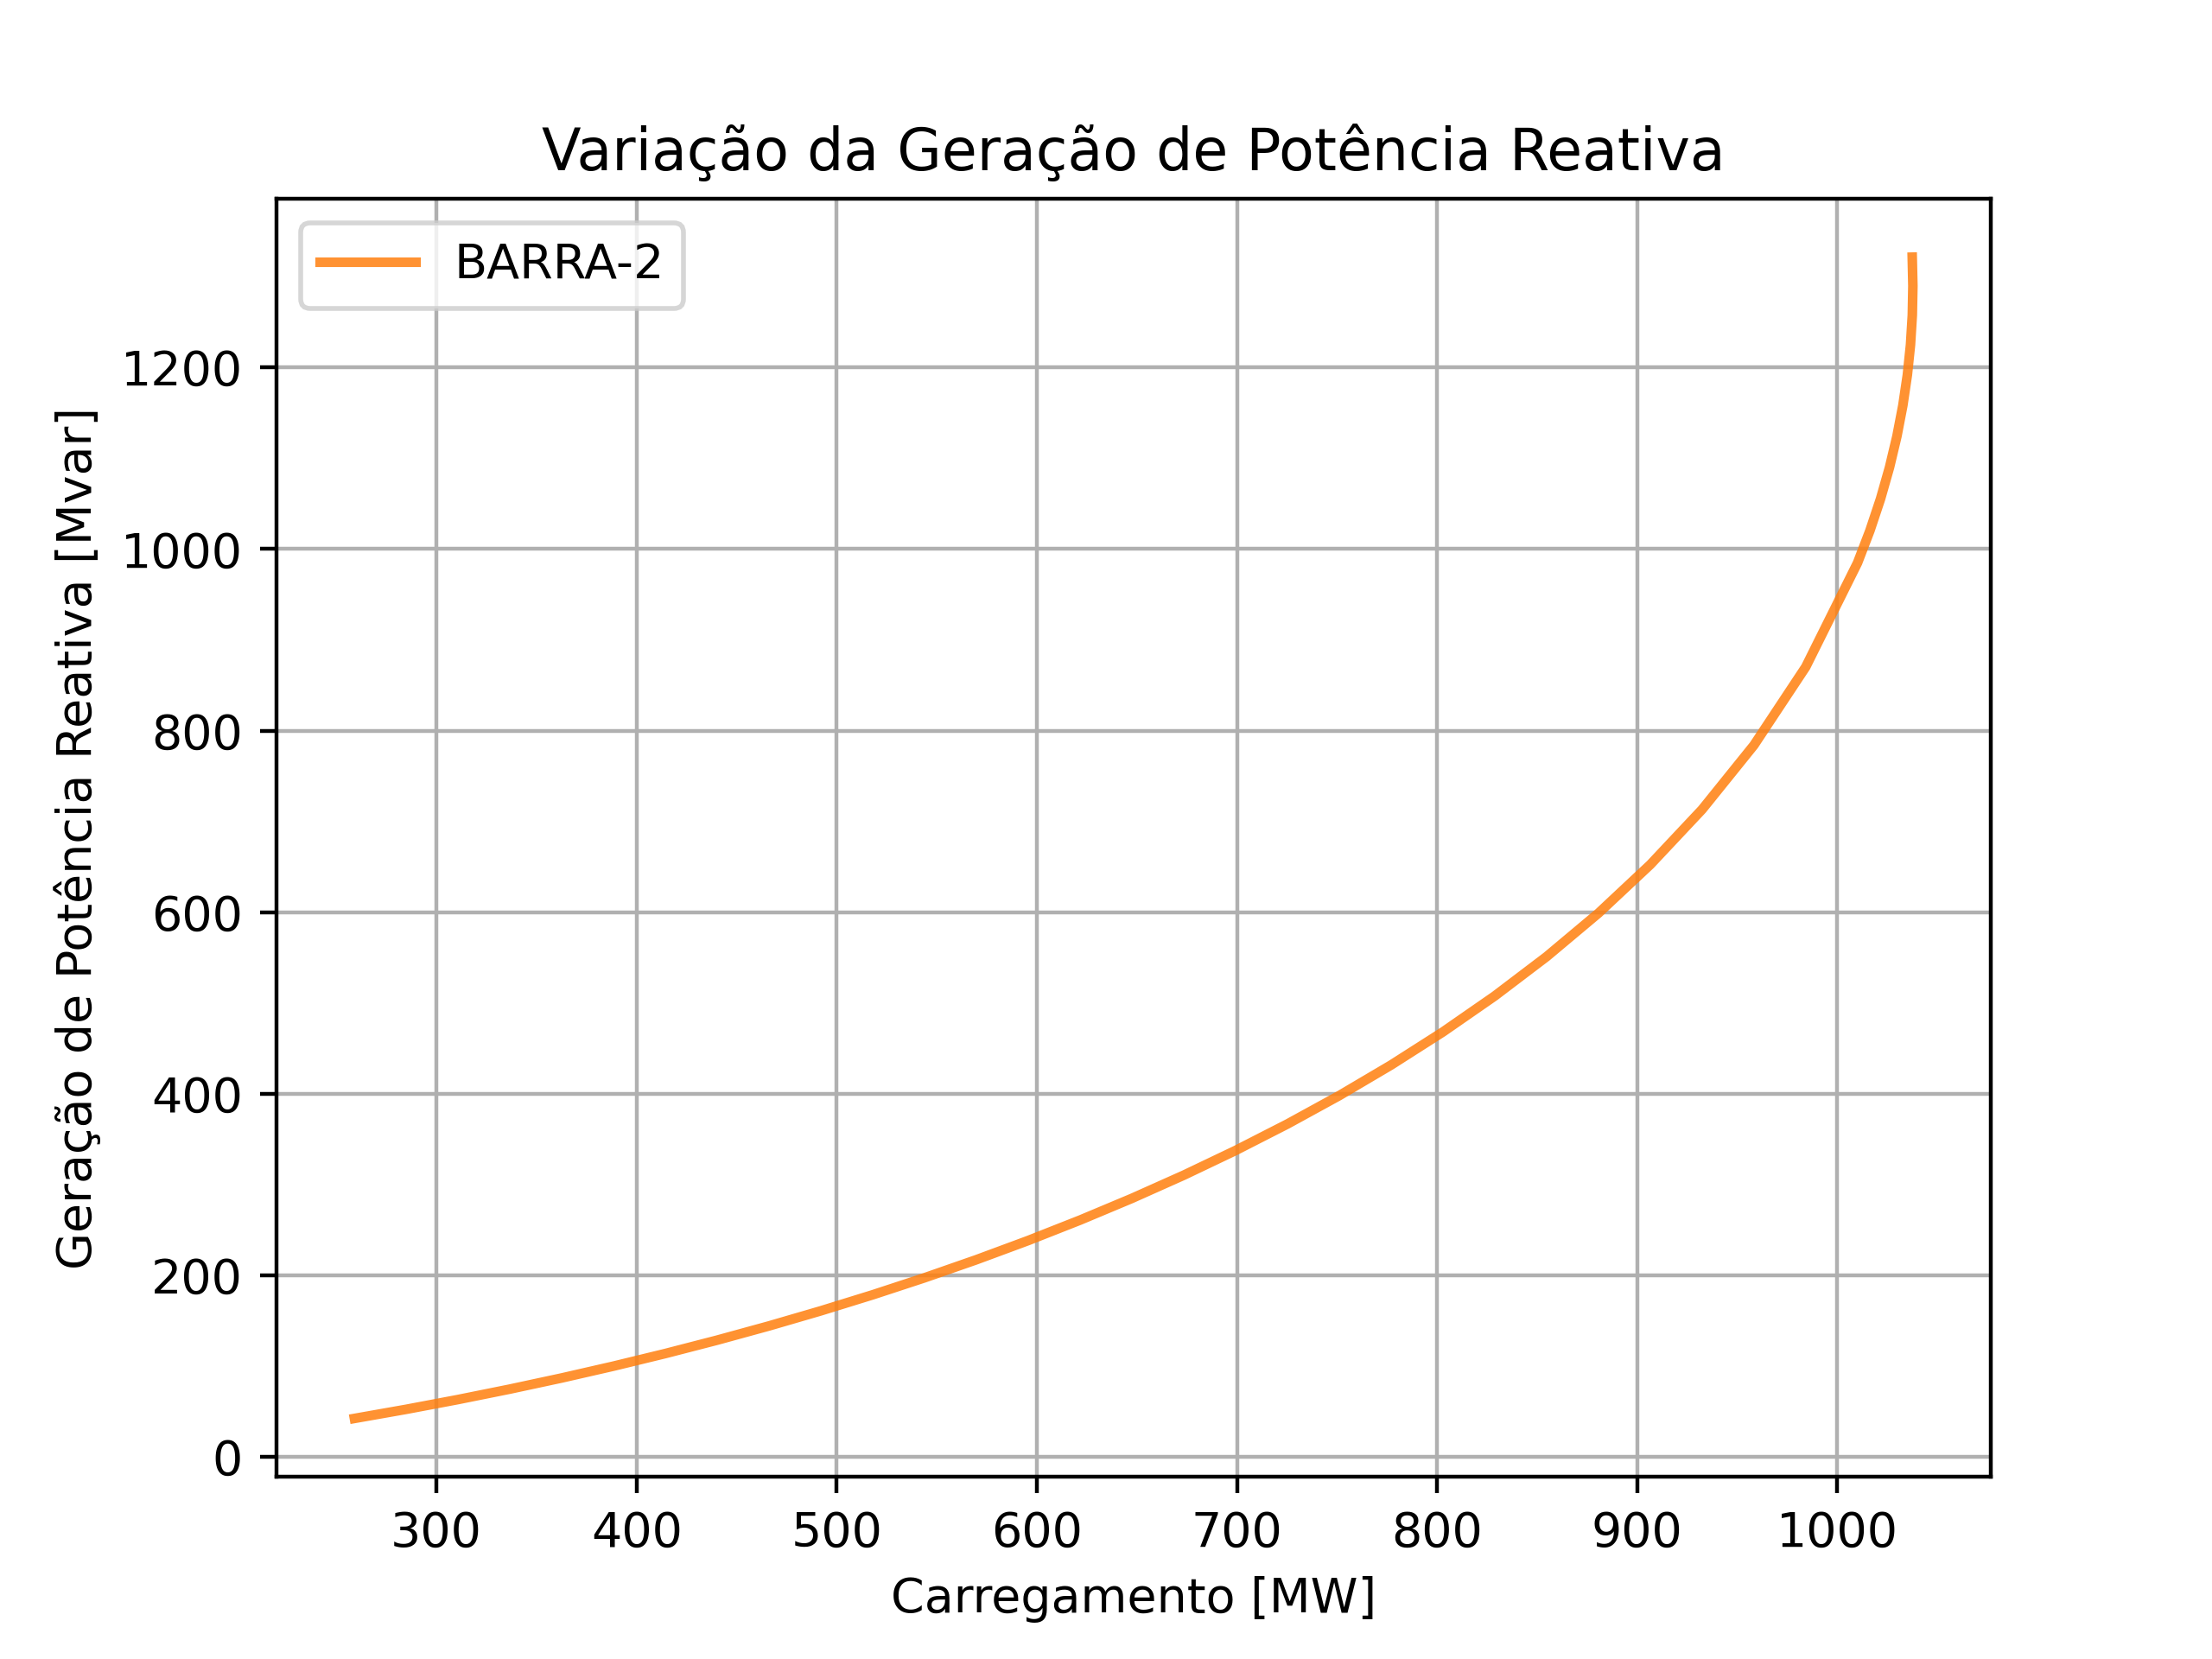 Variação da Geração de Potência Reativa
BARRA-2
Geração de Potência Reativa [Mvar]
1200
1000
800
600
400
200
0
300 400 500 600 700 800 900 1000
Carregamento [MW]